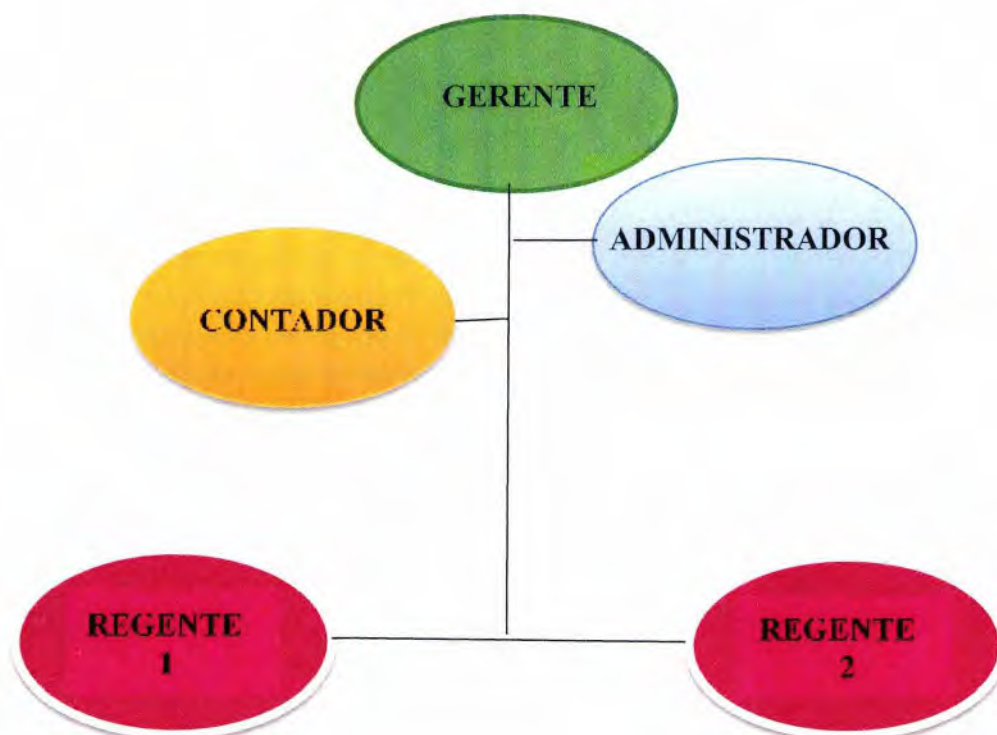 GERENTE
ADMINISTRADOR
CONTADOR
REGENTE
1
REGENTE
2